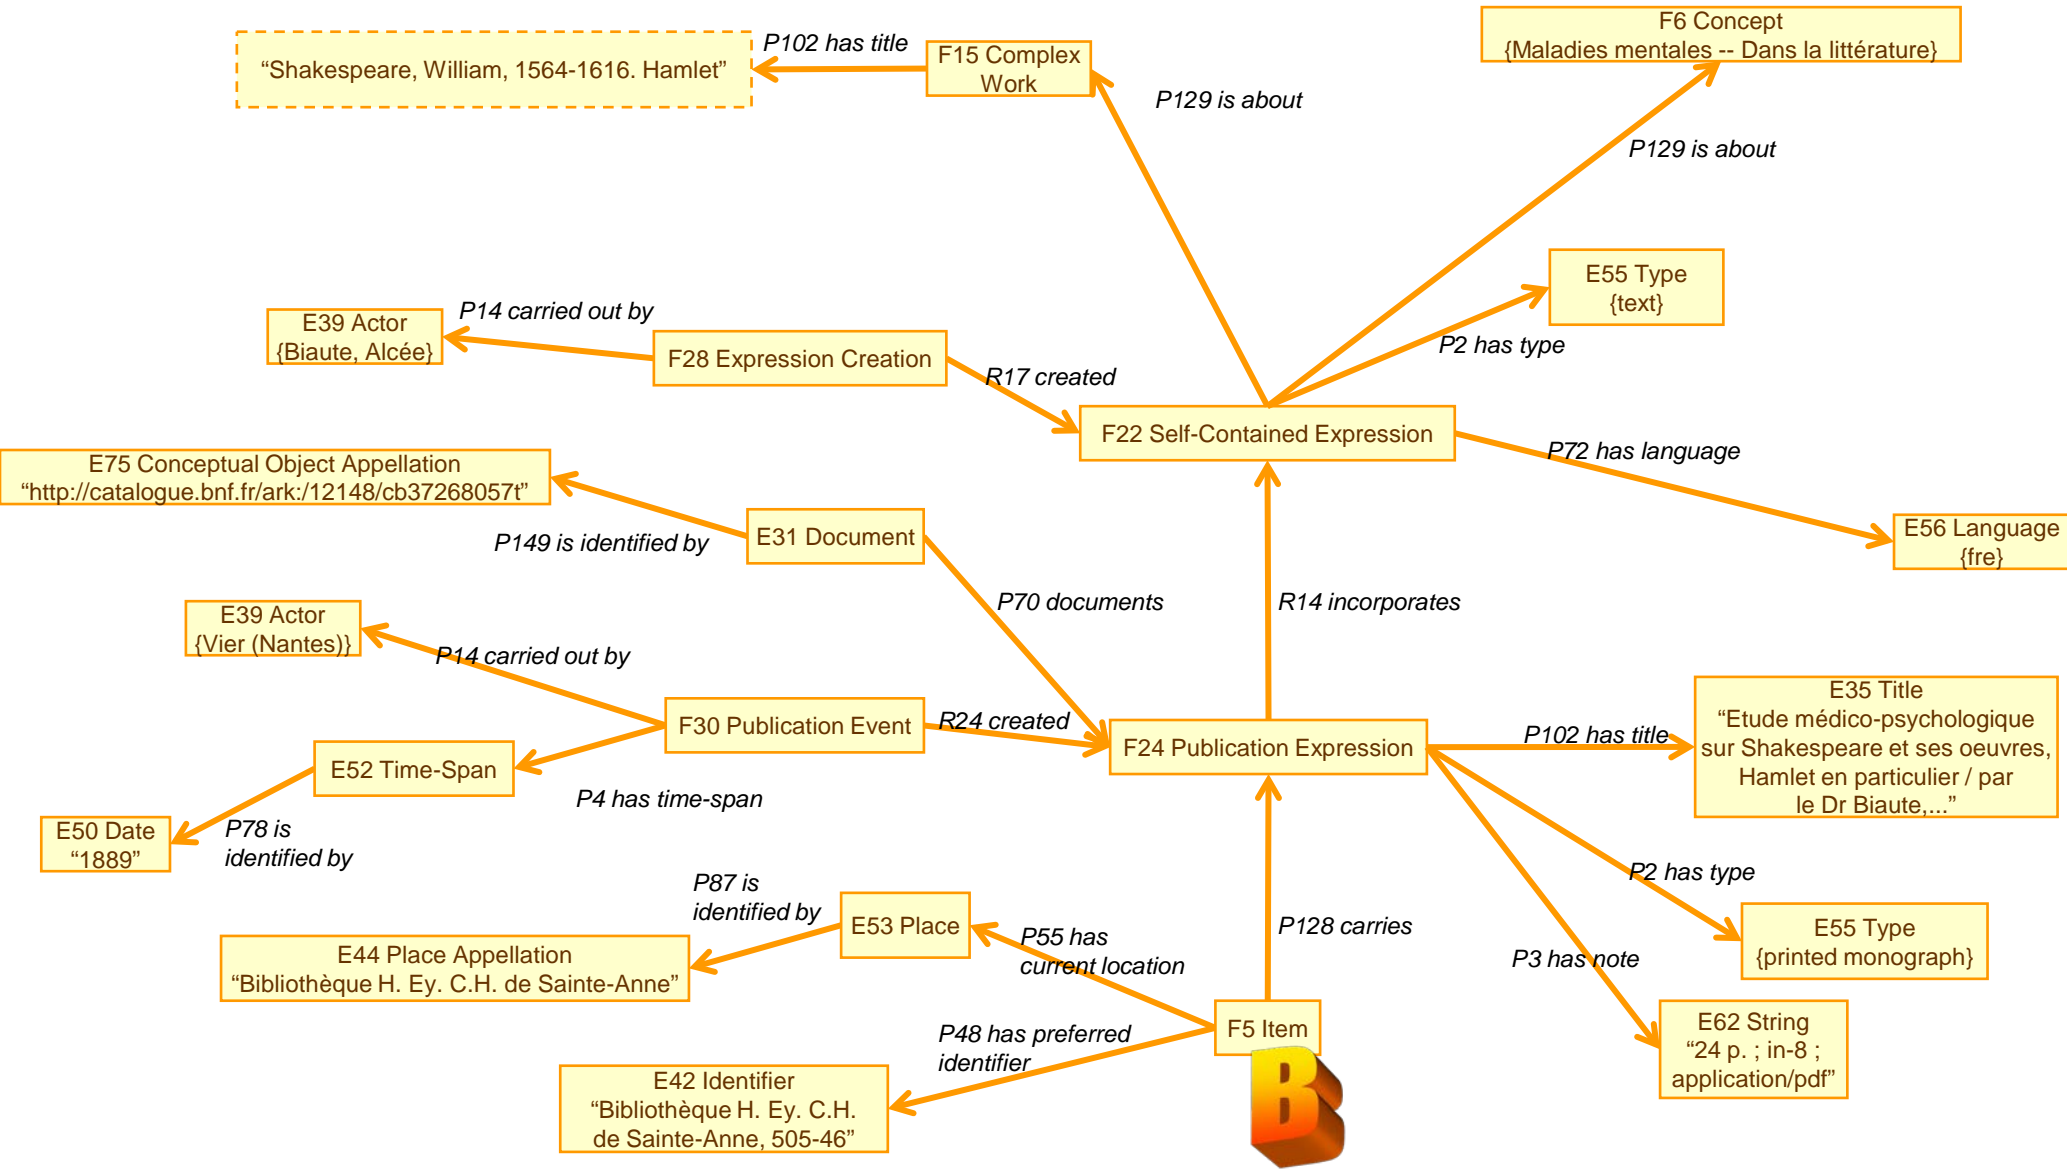 F6 Concept
{Maladies mentales -- Dans la littérature}
P102 has title
“Shakespeare, William, 1564-1616. Hamlet”
F15 Complex
Work
P129 is about
P129 is about
E55 Type
{text}
P2 has type
P14 carried out by
E39 Actor
{Biaute, Alcée}
F28 Expression Creation
R17 created
F22 Self-Contained Expression
P72 has language
E56 Language
{fre}
E75 Conceptual Object Appellation
“http://catalogue.bnf.fr/ark:/12148/cb37268057t”
P149 is identified by
E31 Document
P70 documents
R14 incorporates
E39 Actor
{Vier (Nantes)}
P14 carried out by
F30 Publication Event
R24 created
F24 Publication Expression
P102 has title
E35 Title
“Etude médico-psychologique
sur Shakespeare et ses oeuvres,
Hamlet en particulier / par
le Dr Biaute,...”
E52 Time-Span
P4 has time-span
E50 Date
“1889”
P78 is
identified by
P87 is
identified by
E53 Place
P55 has
current location
P128 carries
P2 has type
E55 Type
{printed monograph}
P3 has note
E44 Place Appellation
“Bibliothèque H. Ey. C.H. de Sainte-Anne”
F5 Item
E62 String
“24 p. ; in-8 ;
application/pdf”
P48 has preferred
identifier
E42 Identifier
“Bibliothèque H. Ey. C.H.
de Sainte-Anne, 505-46”
B